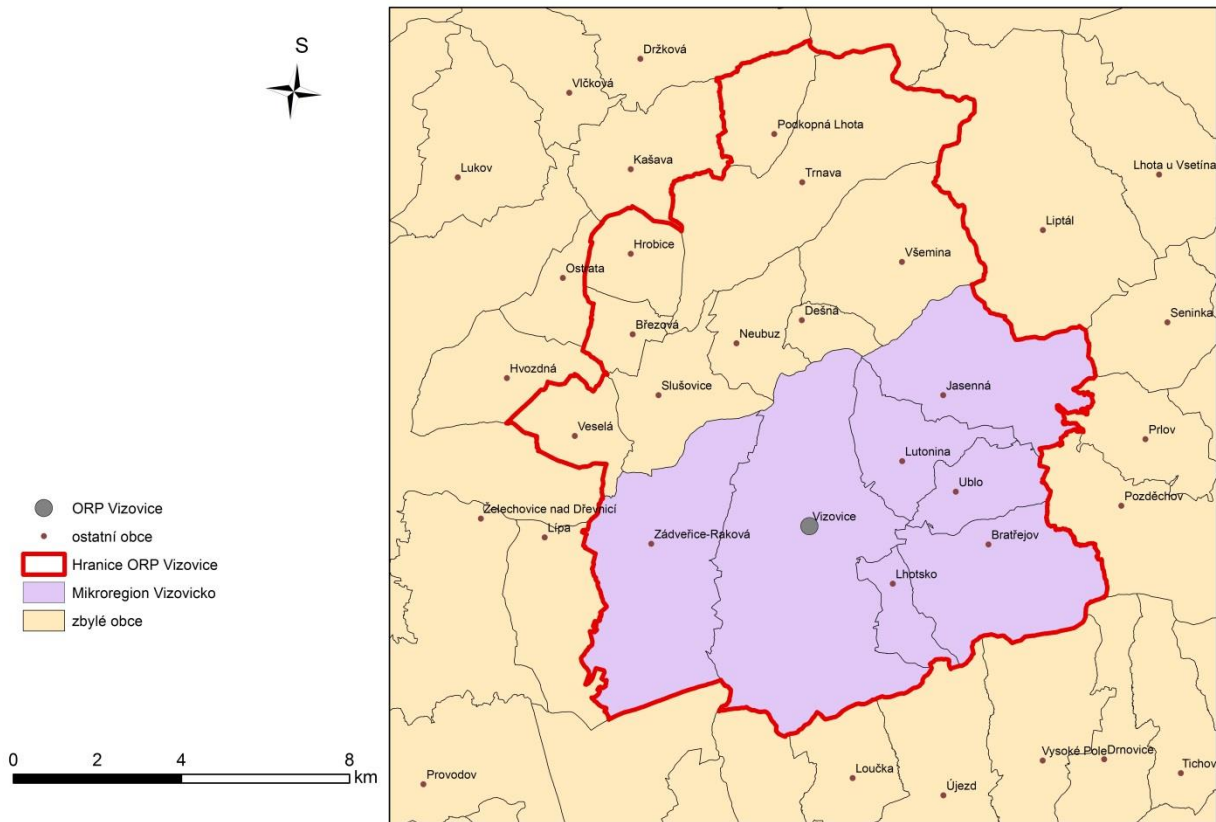 S
Držková
Vlčková
Podkopná Lhota
Kašava
Lukov
Lhota u Vsetína
Trnava
Liptál
Hrobice
Všemina
Ostrata
Dešná
Seninka
Březová
Neubuz
Hvozdná
Slušovice
Jasenná
Veselá
Prlov
Lutonina
Ublo
Pozděchov
ORP Vizovice
Želechovice nad Dřevnicí
Vizovice
ostatní obce
Lípa
Zádveřice-Raková
Bratřejov
Hranice ORP Vizovice
Lhotsko
Mikroregion Vizovicko
zbylé obce
Vysoké Pole
Drnovice
0 2 4 8
km
Provodov
Loučka
Újezd
Tichov